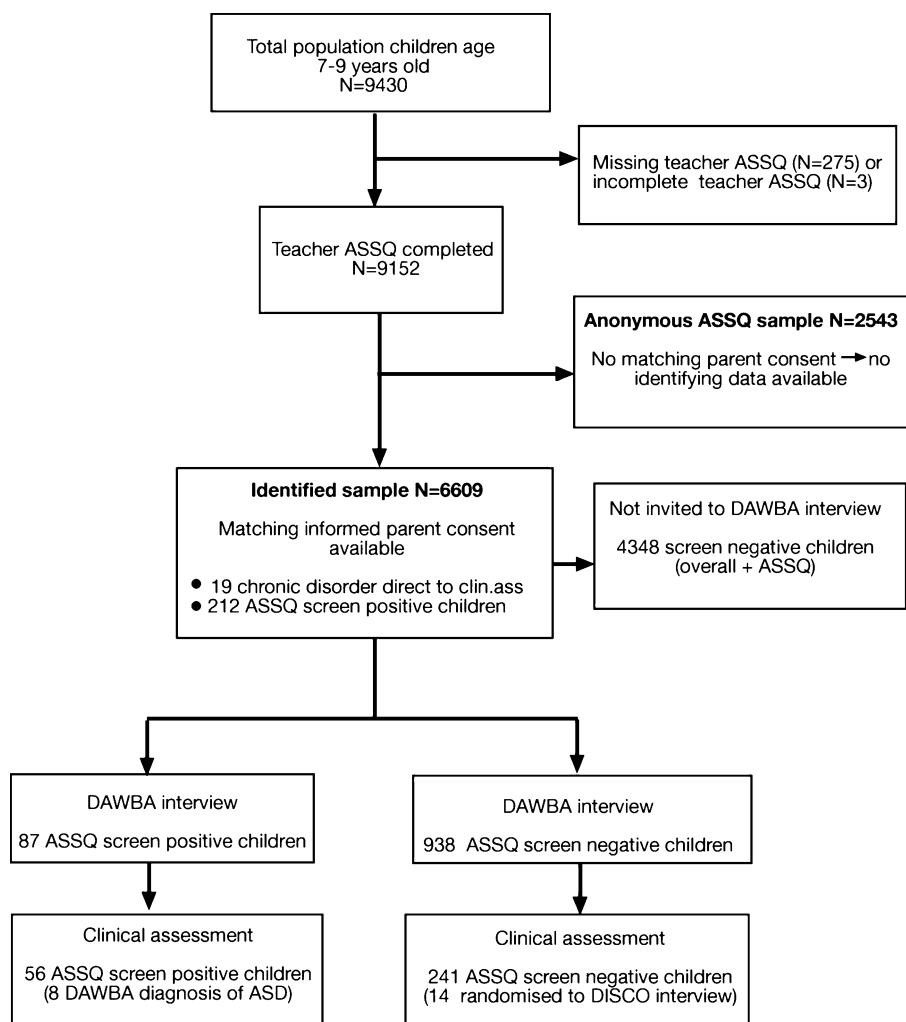 Total population children age
7-9 years old
N=9430
Missing teacher ASSQ (N=275) or
incomplete teacher ASSQ (N=3)
Teacher ASSQ completed
N=9152
Anonymous ASSQ sample N=2543
No matching parent consent → no
identifying data available
Identified sample N=6609
Matching informed parent consent
available
● 19 chronic disorder direct to clin.ass
● 212 ASSQ screen positive children
Not invited to DAWBA interview
4348 screen negative children
(overall + ASSQ)
DAWBA interview
87 ASSQ screen positive children
DAWBA interview
938 ASSQ screen negative children
Clinical assessment
56 ASSQ screen positive children
(8 DAWBA diagnosis of ASD)
Clinical assessment
241 ASSQ screen negative children
(14 randomised to DISCO interview)